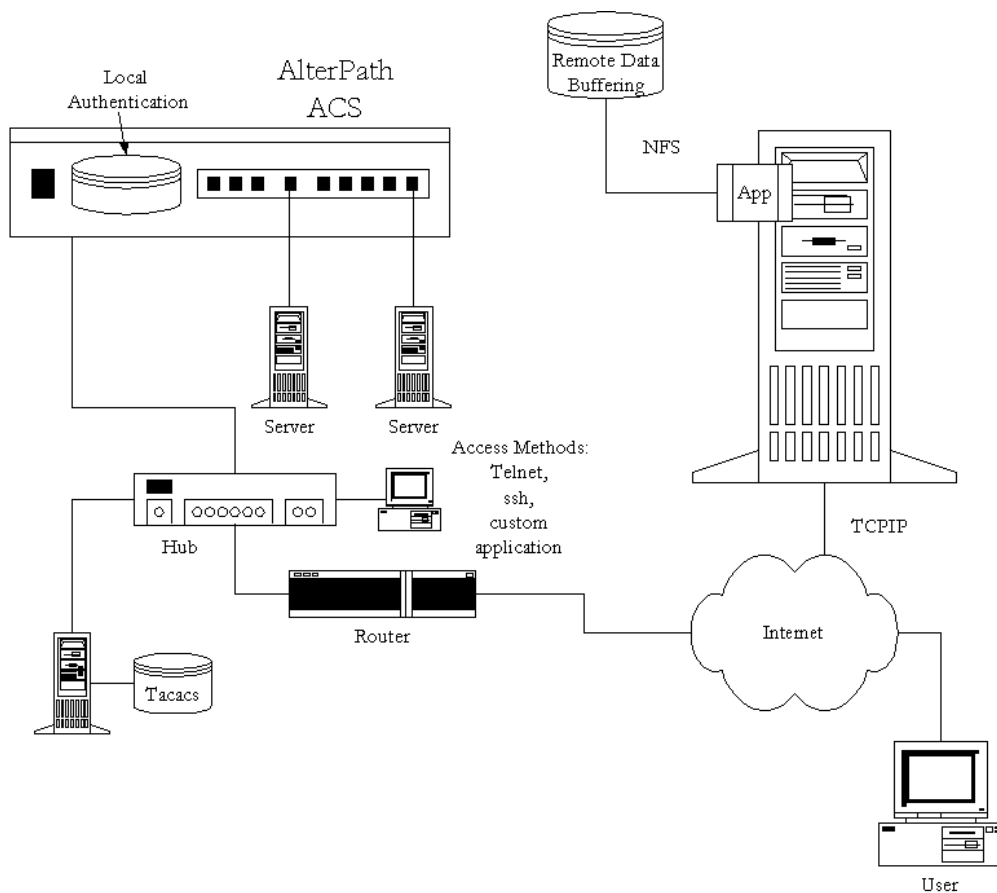 Local
Authentication
AlterPath
ACS
Remote Data
Buffering
NFS
App
Server
Server
Access Methods:
Telnet,
ssh,
custom
application
Hub
TCPIP
Router
Internet
Tacacs
User